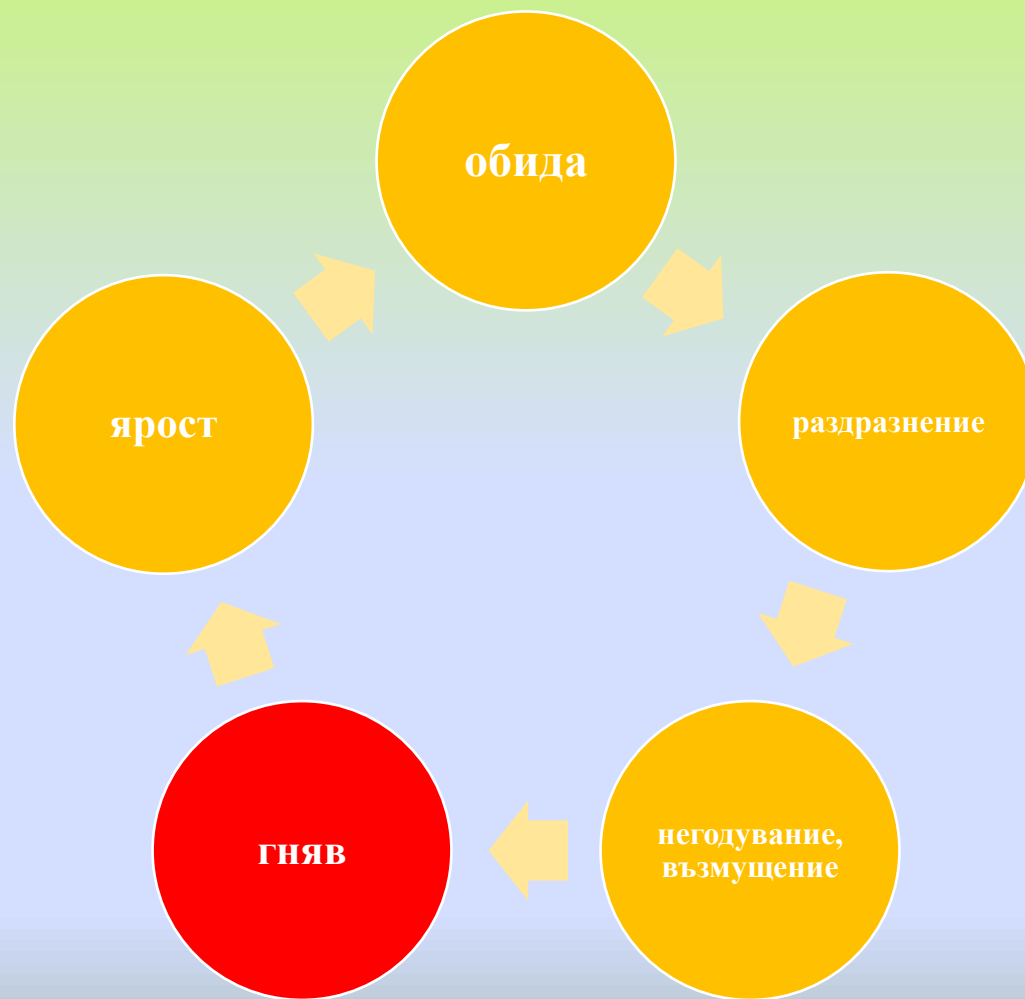 обида
раздразнение
негодуване,
възмущение
гняв
ярост